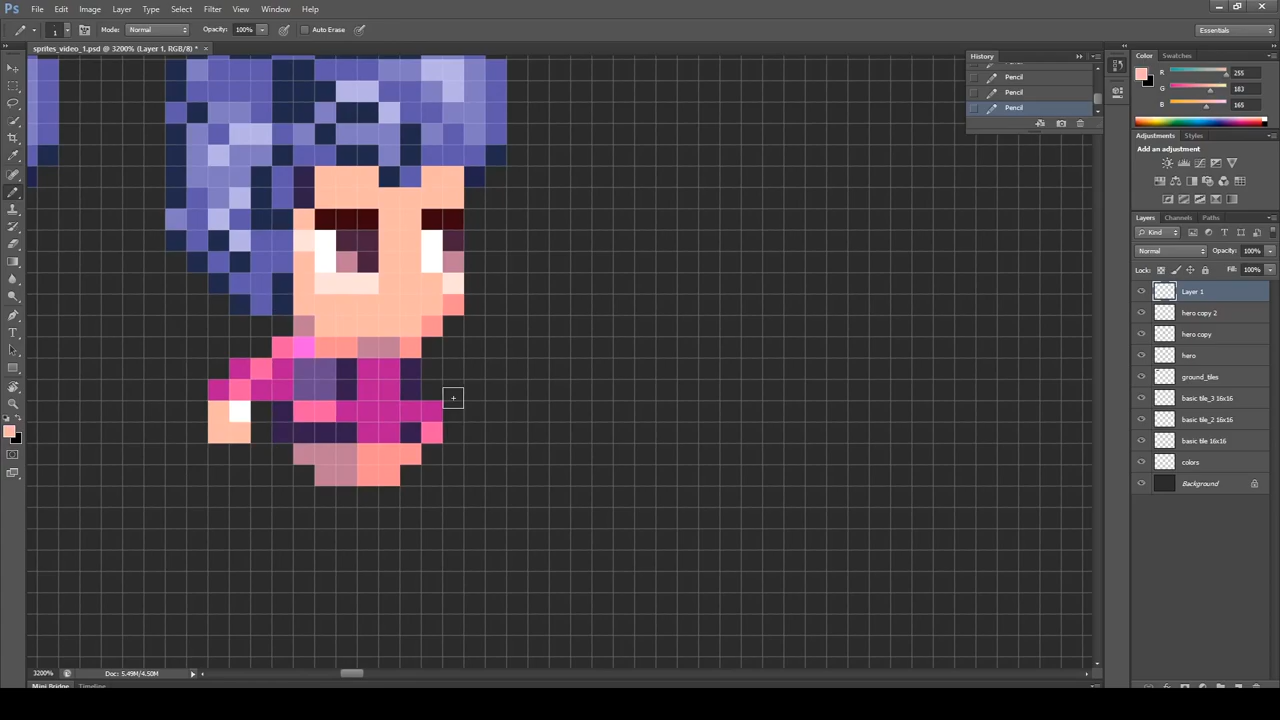 Ps File Edit Image Layer Type Select Filter View Window Help
1 Mode: Normal Opacity: 100% Auto Erase Essentials
sprites_video_1.psd @ 3200% (Layer 1, RGB/8) * ×
History
Pencil
Pencil
Pencil
Color Swatches
R 255
G 183
B 165
Adjustments Styles
Add an adjustment
Layers Channels Paths
Kind
Normal Opacity: 100%
Lock: Fill: 100%
Layer 1
hero copy 2
hero copy
hero
ground_tiles
basic tile_3 16x16
basic tile_2 16x16
basic tile 16x16
colors
Background
3200% Doc: 5.49M/4.50M
Mini Bridge Timeline